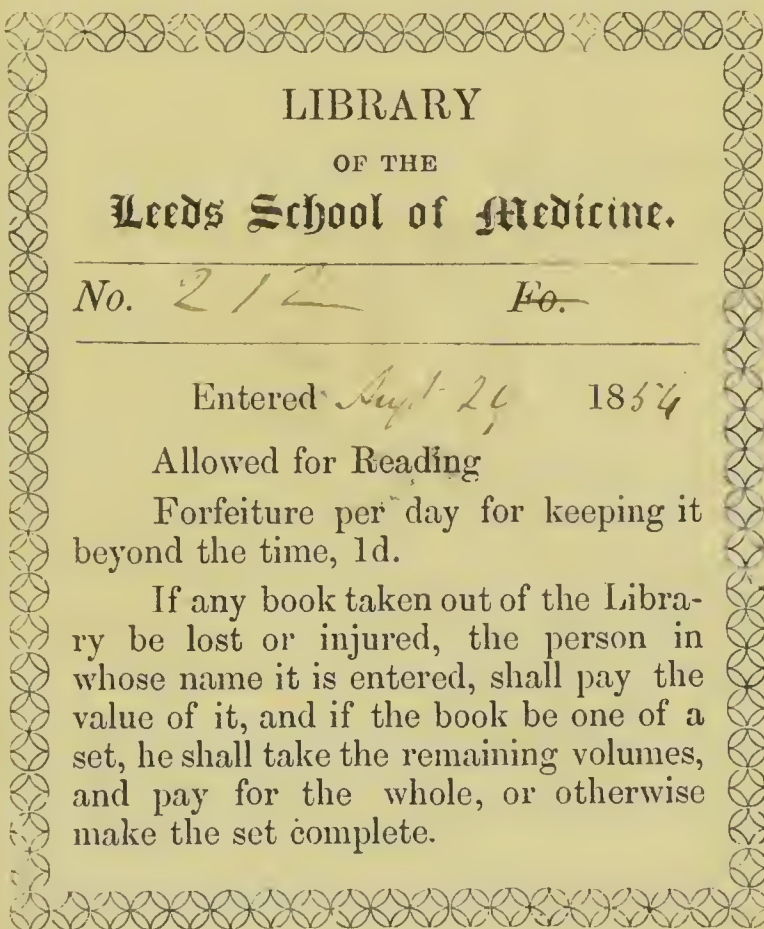 LIBRARY
OF THE
Leeds School of Medicine.
No. 212 Fo.
Entered 1854
Allowed for Reading
Forfeiture per day for keeping it
beyond the time, 1d.
If any book taken out of the Libra-
ry be lost or injured, the person in
whose name it is entered, shall pay the
value of it, and if the book be one of a
set, he shall take the remaining volumes,
and pay for the whole, or otherwise
make the set complete.